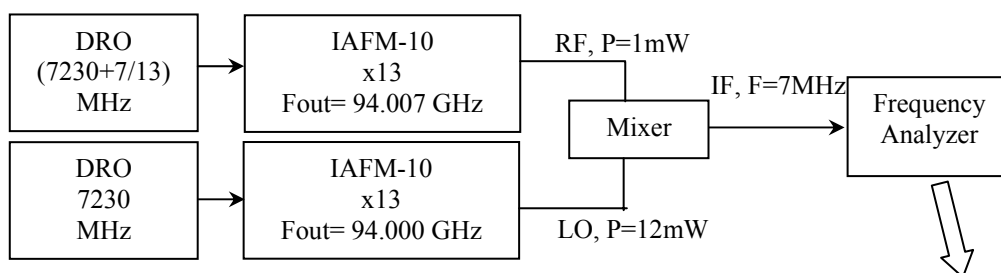 DRO
(7230+7/13)
MHz
IAFM-10
x13
Fout= 94.007 GHz
RF, P=1mW
IF, F=7MHz
Mixer
Frequency
Analyzer
DRO
7230
MHz
IAFM-10
x13
Fout= 94.000 GHz
LO, P=12mW